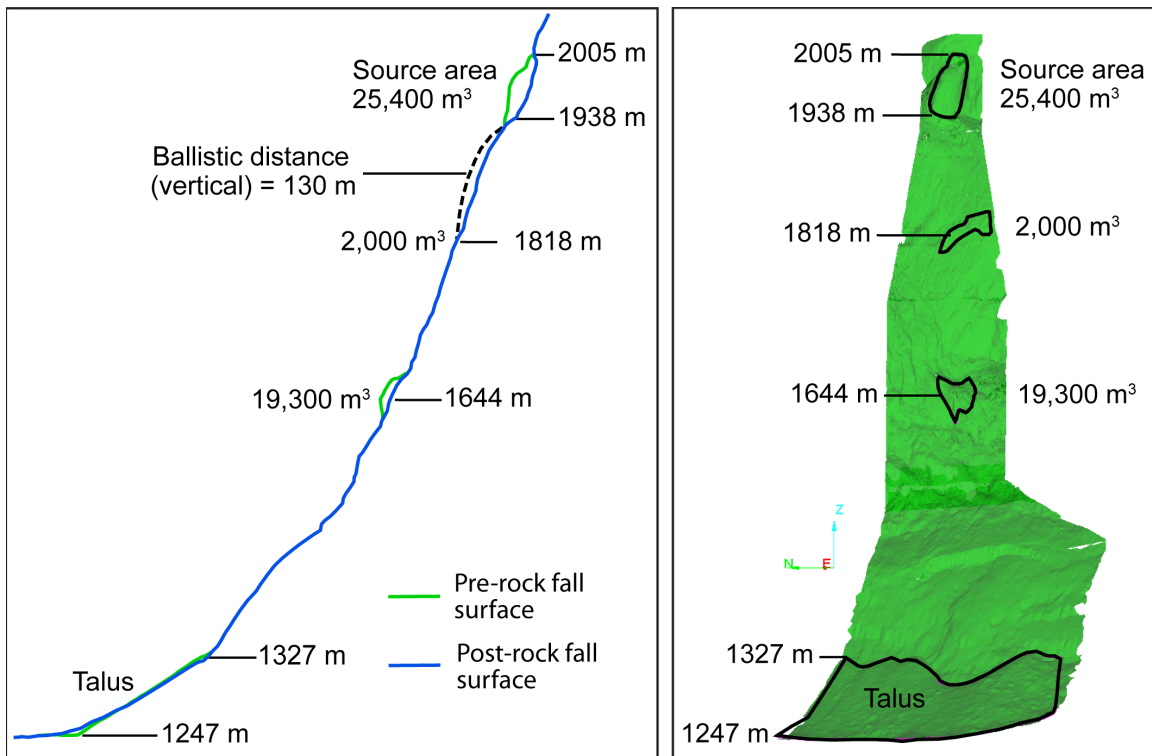 2005 m
Source area
25,400 m³
1938 m
Ballistic distance
(vertical) = 130 m
2,000 m³
1818 m
19,300 m³
1644 m
Pre-rock fall
surface
Post-rock fall
surface
1327 m
Talus
1247 m
2005 m
Source area
25,400 m³
1938 m
1818 m
2,000 m³
1644 m
19,300 m³
Z
N
E
1327 m
Talus
1247 m